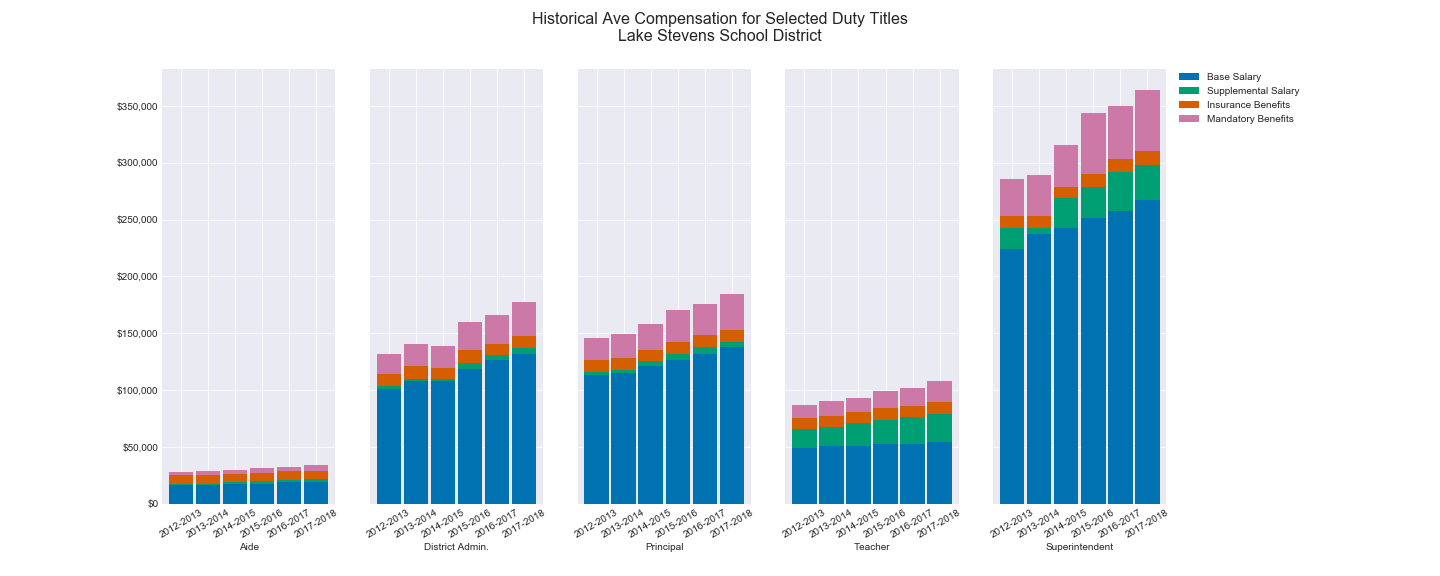 Historical Ave Compensation for Selected Duty Titles
Lake Stevens School District
Base Salary
Supplemental Salary
Insurance Benefits
Mandatory Benefits
$350,000
$300,000
$250,000
$200,000
$150,000
$100,000
$50,000
$0
2012-2013 2013-2014 2014-2015 2015-2016 2016-2017 2017-2018
Aide
2012-2013 2013-2014 2014-2015 2015-2016 2016-2017 2017-2018
District Admin.
2012-2013 2013-2014 2014-2015 2015-2016 2016-2017 2017-2018
Principal
2012-2013 2013-2014 2014-2015 2015-2016 2016-2017 2017-2018
Teacher
2012-2013 2013-2014 2014-2015 2015-2016 2016-2017 2017-2018
Superintendent